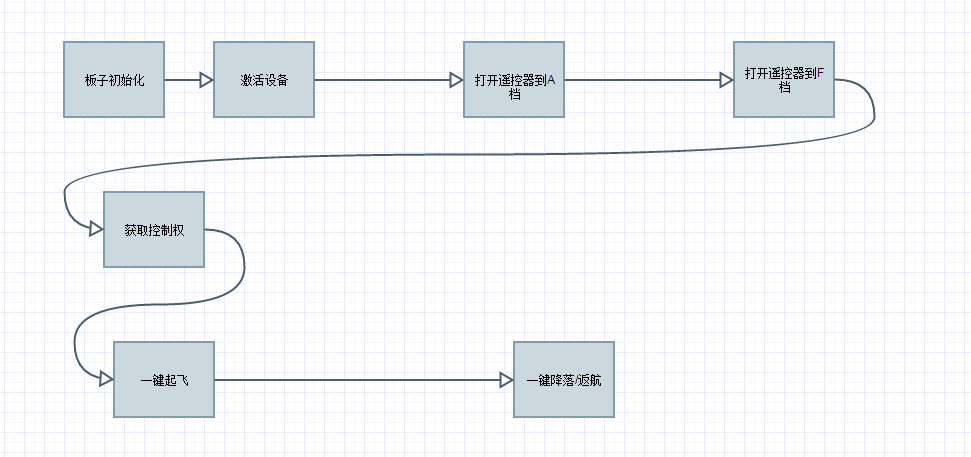 板子初始化
激活设备
打开遥控器到A
档
打开遥控器到F
档
获取控制权
一键起飞
一键降落/返航